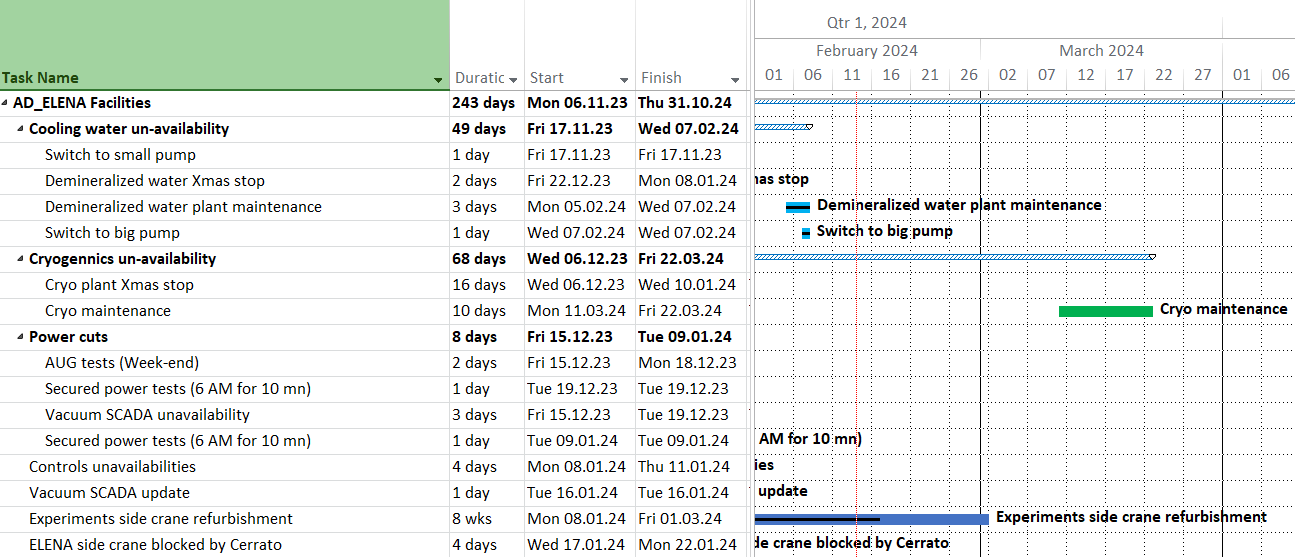 Qtr 1, 2024
February 2024 March 2024
Task Name Duratic Start Finish 01 06 11 16 21 26 02 07 12 17 22 27 01 06
AD_ELENA Facilities 243 days Mon 06.11.23 Thu 31.10.24
Cooling water un-availability 49 days Fri 17.11.23 Wed 07.02.24
Switch to small pump 1 day Fri 17.11.23 Fri 17.11.23
Demineralized water Xmas stop 2 days Fri 22.12.23 Mon 08.01.24 nas stop
Demineralized water plant maintenance 3 days Mon 05.02.24 Wed 07.02.24 Demineralized water plant maintenance
Switch to big pump 1 day Wed 07.02.24 Wed 07.02.24 Switch to big pump
Cryogennics un-availability 68 days Wed 06.12.23 Fri 22.03.24
Cryo plant Xmas stop 16 days Wed 06.12.23 Wed 10.01.24
Cryo maintenance 10 days Mon 11.03.24 Fri 22.03.24 Cryo maintenance
Power cuts 8 days Fri 15.12.23 Tue 09.01.24
AUG tests (Week-end) 2 days Fri 15.12.23 Mon 18.12.23
Secured power tests (6 AM for 10 mn) 1 day Tue 19.12.23 Tue 19.12.23
Vacuum SCADA unavailability 3 days Fri 15.12.23 Tue 19.12.23
Secured power tests (6 AM for 10 mn) 1 day Tue 09.01.24 Tue 09.01.24 AM for 10 mn)
Controls unavailabilities 4 days Mon 08.01.24 Thu 11.01.24 ies
Vacuum SCADA update 1 day Tue 16.01.24 Tue 16.01.24 update
Experiments side crane refurbishment 8 wks Mon 08.01.24 Fri 01.03.24 Experiments side crane refurbishment
ELENA side crane blocked by Cerrato 4 days Wed 17.01.24 Mon 22.01.24 de crane blocked by Cerrato